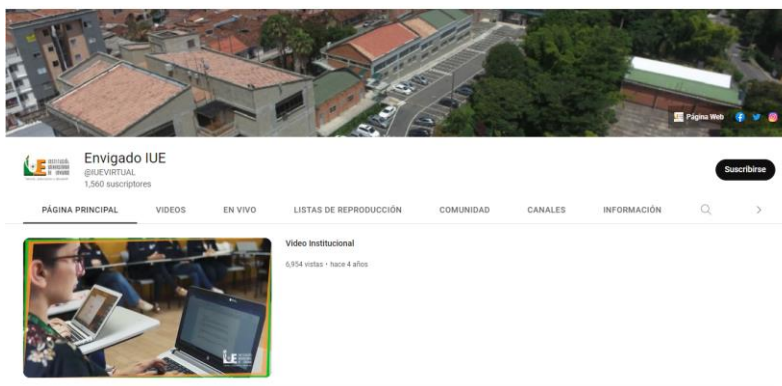 Página Web
Envigado IUE
@IUEVIRTUAL
1,560 suscriptores
Suscribirse
PÁGINA PRINCIPAL VIDEOS EN VIVO LISTAS DE REPRODUCCIÓN COMUNIDAD CANALES INFORMACIÓN
Video Institucional
6,954 vistas • hace 4 años
IUE